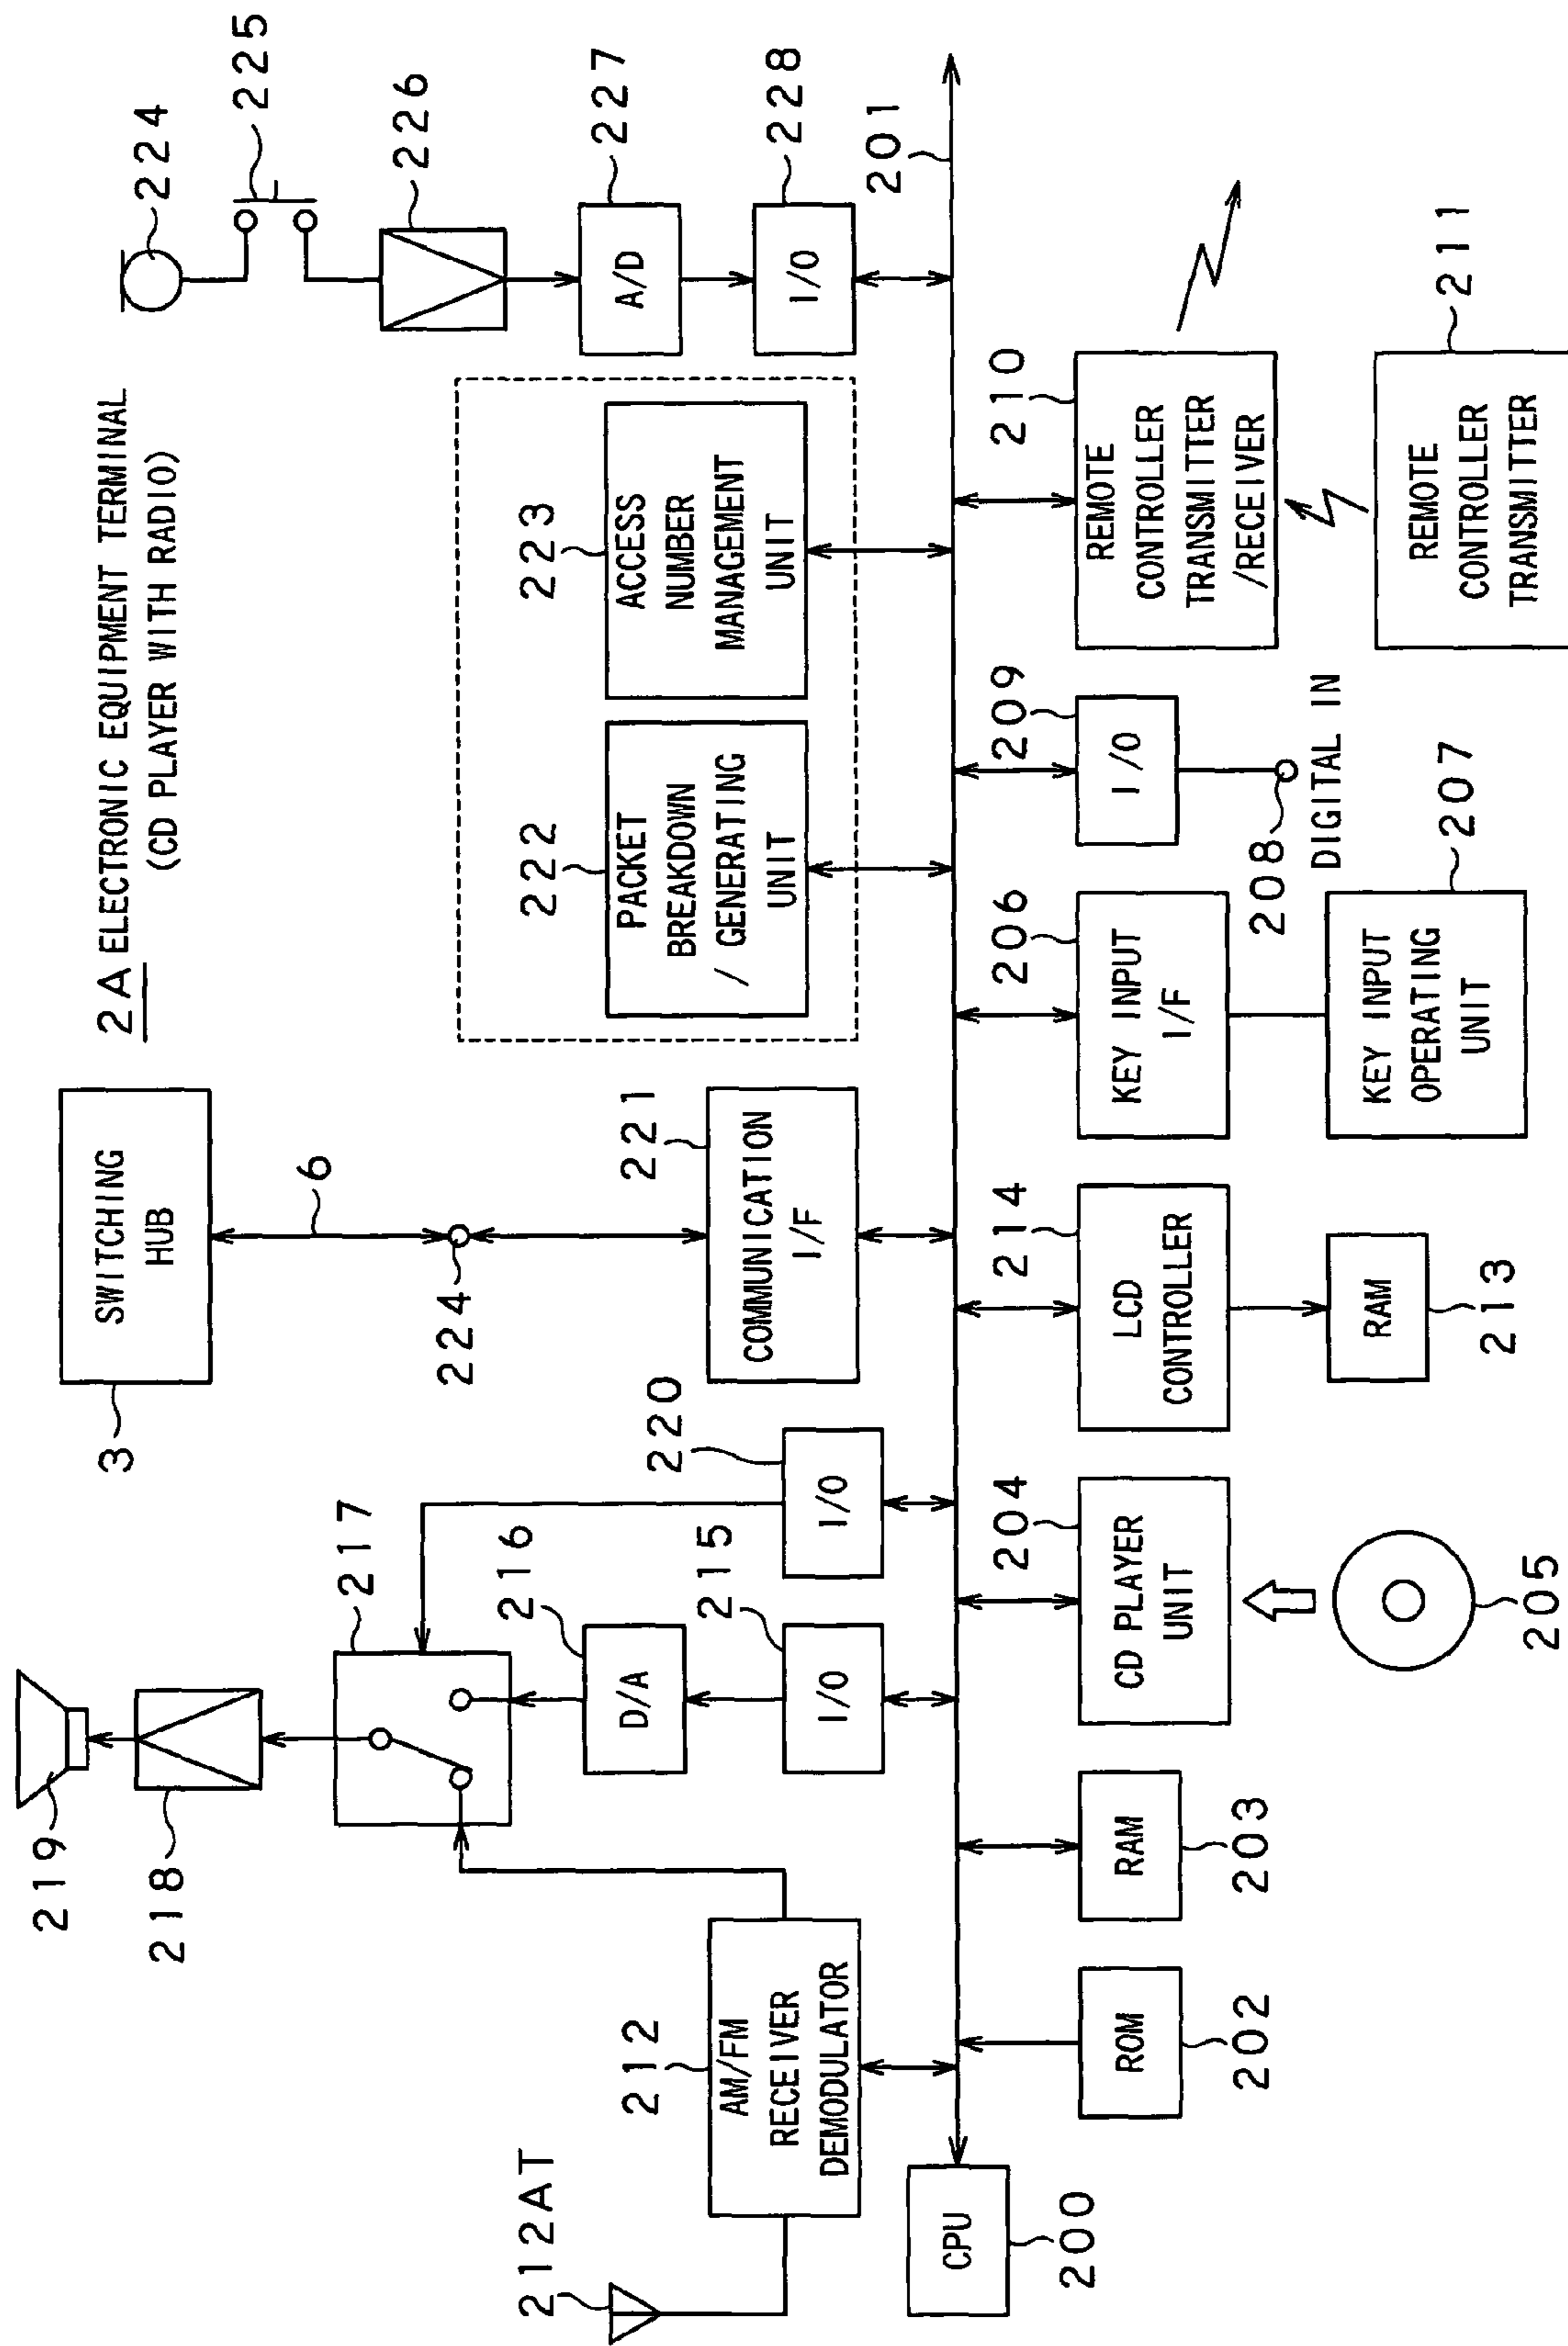 2A ELECTRONIC EQUIPMENT TERMINAL
(CD PLAYER WITH RADIO)
219
218
217
3
SWITCHING
HUB
6
224
224
225
226
227
A/D
228
I/O
212AT
212
AM/FM
RECEIVER
DEMODULATOR
216
D/A
215
I/O
220
I/O
221
COMMUNICATION
I/F
222
PACKET
BREAKDOWN
/ GENERATING
UNIT
223
ACCESS
NUMBER
MANAGEMENT
UNIT
201
CPU
200
ROM
202
RAM
203
204
CD PLAYER
UNIT
205
214
LCD
CONTROLLER
RAM
213
206
KEY INPUT
I/F
KEY INPUT
OPERATING
UNIT
207
209
I/O
208
DIGITAL IN
210
REMOTE
CONTROLLER
TRANSMITTER
/RECEIVER
211
REMOTE
CONTROLLER
TRANSMITTER